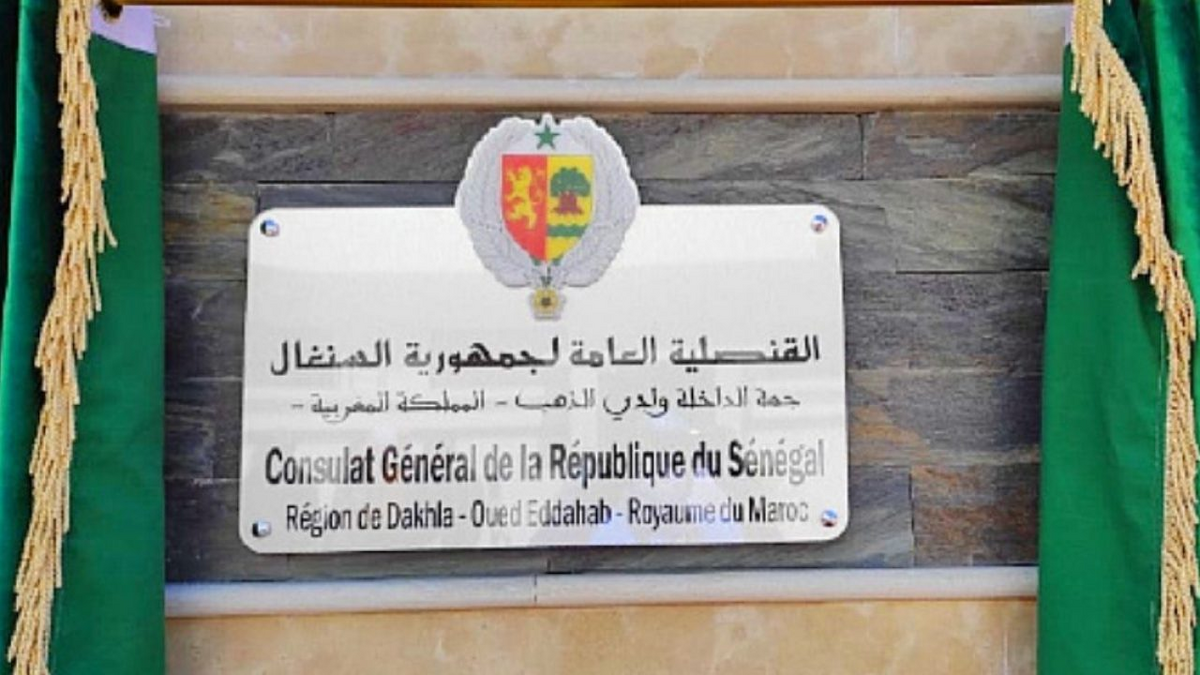 القنصلية العامة لجمهورية السنغال
جهة الداخلة وادي الذهب - المملكة المغربية -
Consulat Général de la République du Sénégal
Région de Dakhla - Oued Eddahab - Royaume du Maroc